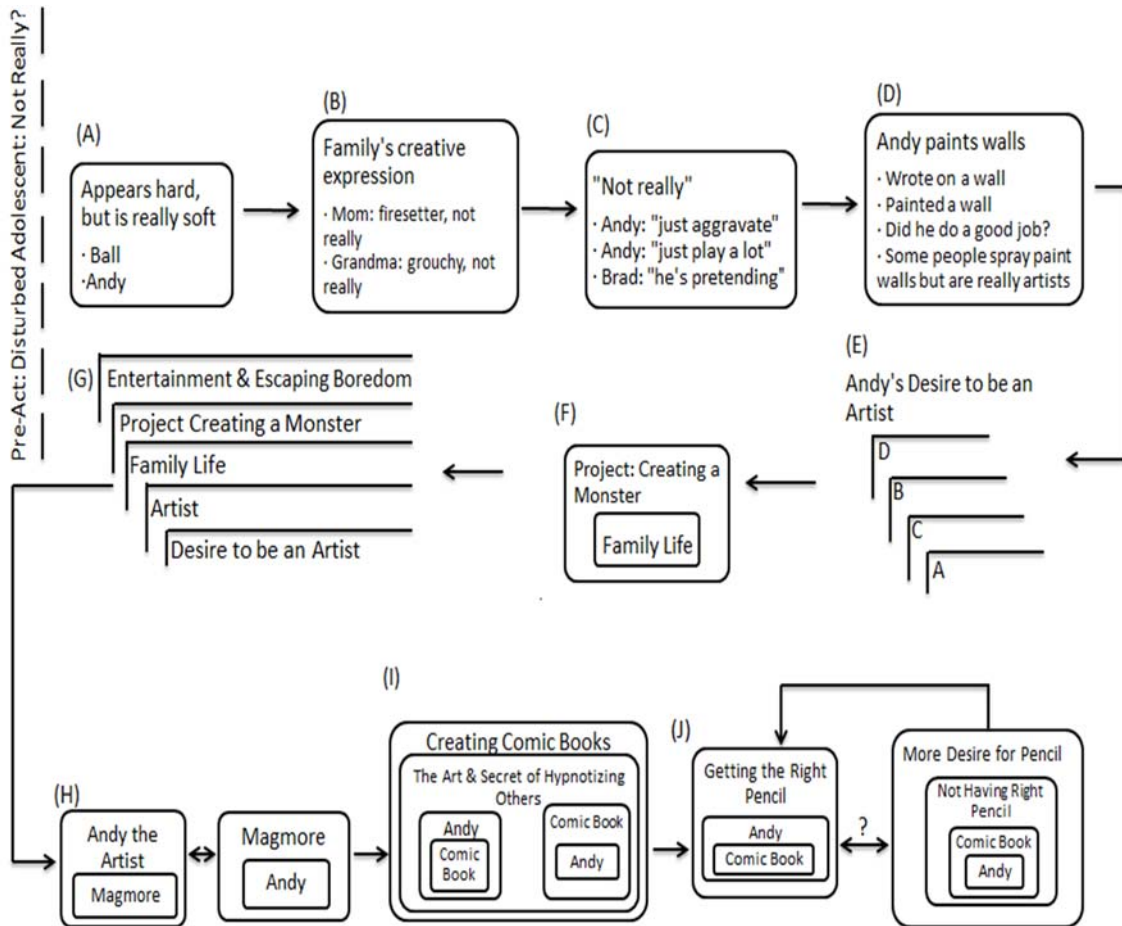 Pre-Act: Disturbed Adolescent: Not Really?
(A)
Appears hard,
but is really soft
· Ball
·Andy
(B)
Family's creative
expression
· Mom: firesetter, not
really
· Grandma: grouchy, not
really
(C)
"Not really"
· Andy: "just aggravate"
· Andy: "just play a lot"
· Brad: "he's pretending"
(D)
Andy paints walls
· Wrote on a wall
· Painted a wall
· Did he do a good job?
· Some people spray paint
walls but are really artists
(E)
Andy's Desire to be an
Artist
D
B
C
A
(F)
Project: Creating a
Monster
Family Life
(G)
Entertainment & Escaping Boredom
Project Creating a Monster
Family Life
Artist
Desire to be an Artist
(H)
Andy the
Artist
Magmore
Magmore
Andy
(I)
Creating Comic Books
The Art & Secret of Hypnotizing
Others
Andy
Comic
Book
Comic Book
Andy
(J)
Getting the Right
Pencil
Andy
Comic Book
?
More Desire for Pencil
Not Having Right
Pencil
Comic Book
Andy